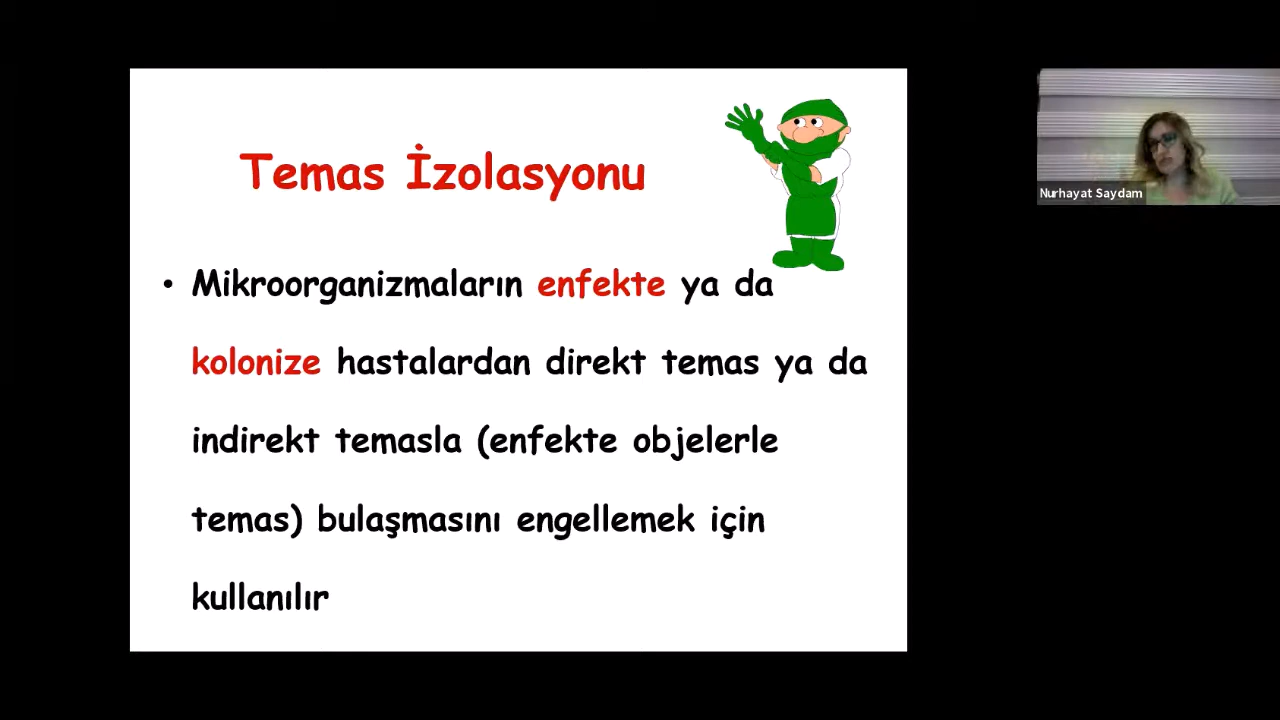 Temas İzolasyonu
• Mikroorganizmaların enfekte ya da
kolonize hastalardan direkt temas ya da
indirekt temasla (enfekte objelerle
temas) bulaşmasını engellemek için
kullanılır
Nurhayat Saydam